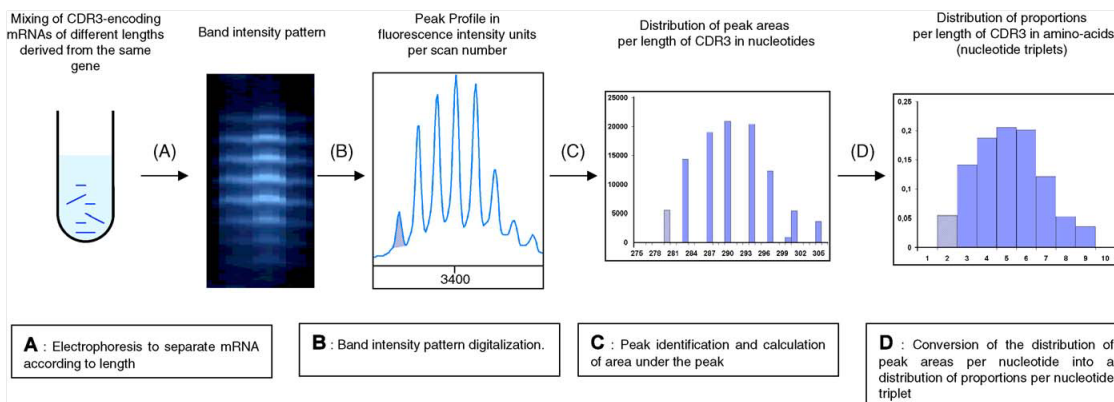 Mixing of CDR3-encoding
mRNAs of different lengths
derived from the same
gene
Band intensity pattern
Peak Profile in
fluorescence intensity units
per scan number
Distribution of peak areas
per length of CDR3 in nucleotides
Distribution of proportions
per length of CDR3 in amino-acids
(nucleotide triplets)
(A)
(B)
(C)
(D)
3400
25000
20000
15000
10000
5000
0
276 278 281 284 287 290 293 296 299 302 305
0,25
0,2
0,15
0,1
0,05
0
1 2 3 4 5 6 7 8 9 10
A : Electrophoresis to separate mRNA
according to length
B : Band intensity pattern digitalization.
C : Peak identification and calculation
of area under the peak
D : Conversion of the distribution of
peak areas per nucleotide into a
distribution of proportions per nucleotide
triplet